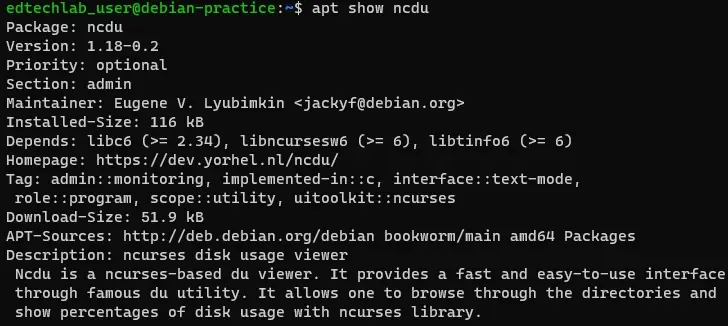 edtechlab_user@debian-practice:~$ apt show ncdu
Package: ncdu
Version: 1.18-0.2
Priority: optional
Section: admin
Maintainer: Eugene V. Lyubimkin <jackyf@debian.org>
Installed-Size: 116 kB
Depends: libc6 (>= 2.34), libncursesw6 (>= 6), libtinfo6 (>= 6)
Homepage: https://dev.yorhel.nl/ncdu/
Tag: admin::monitoring, implemented-in::c, interface::text-mode,
 role::program, scope::utility, uitoolkit::ncurses
Download-Size: 51.9 kB
APT-Sources: http://deb.debian.org/debian bookworm/main amd64 Packages
Description: ncurses disk usage viewer
 Ncdu is a ncurses-based du viewer. It provides a fast and easy-to-use interface
 through famous du utility. It allows one to browse through the directories and
 show percentages of disk usage with ncurses library.